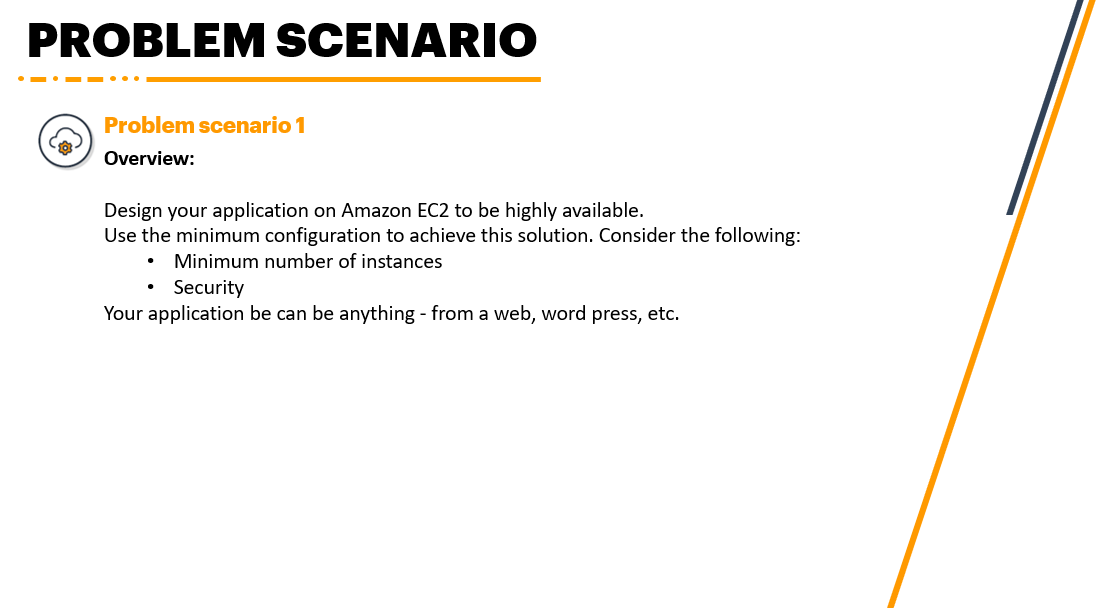 PROBLEM SCENARIO
Problem scenario 1
Overview:
Design your application on Amazon EC2 to be highly available.
Use the minimum configuration to achieve this solution. Consider the following:
• Minimum number of instances
• Security
Your application be can be anything - from a web, word press, etc.